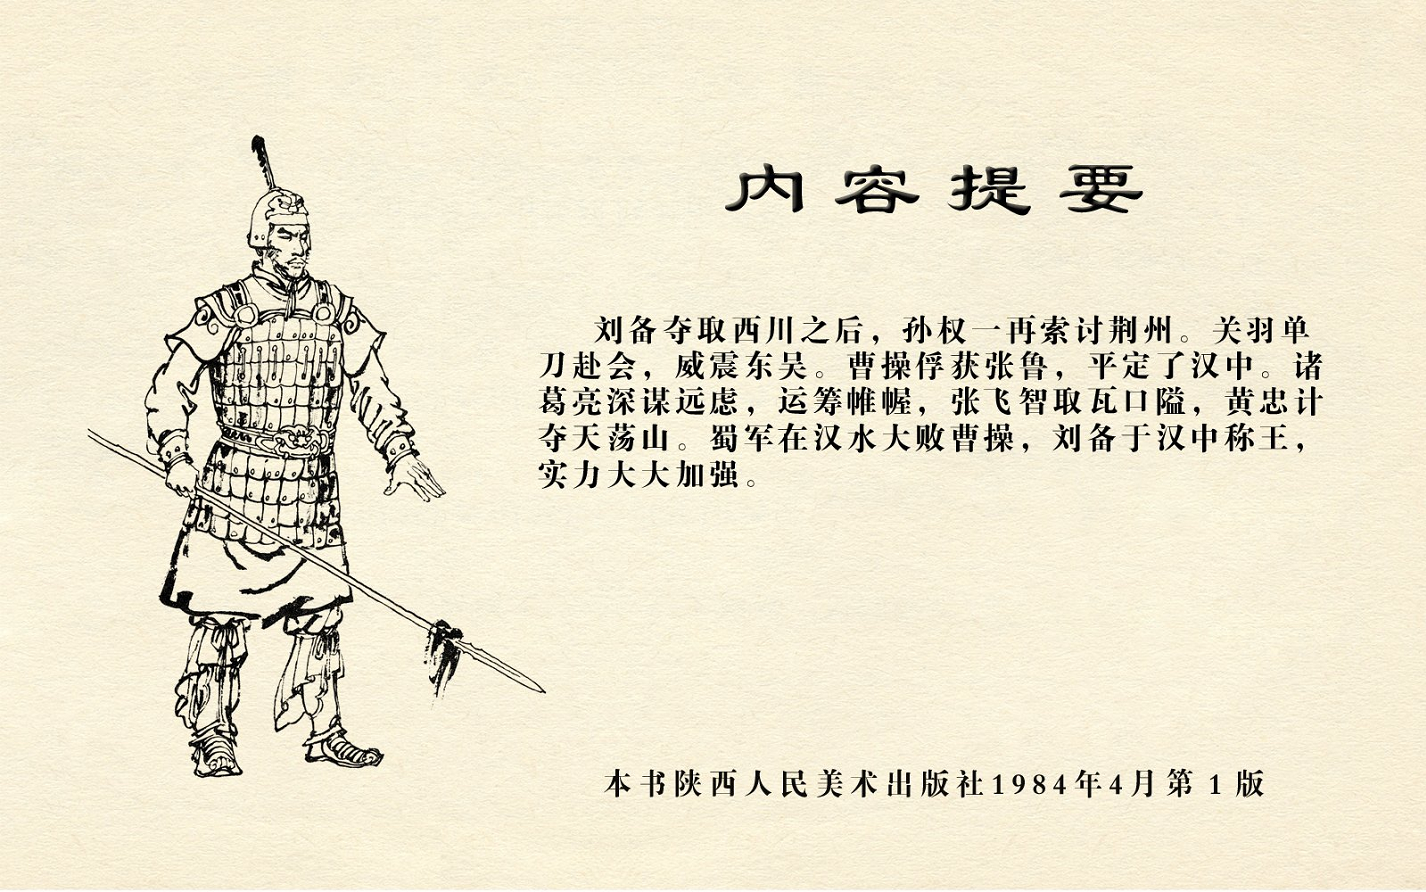 内容提要
刘备夺取西川之后，孙权一再索讨荆州。关羽单
刀赴会，威震东吴。曹操俘获张鲁，平定了汉中。诸
葛亮深谋远虑，运筹帷幄，张飞智取瓦口隘，黄忠计
夺天荡山。蜀军在汉水大败曹操，刘备于汉中称王，
实力大大加强。
本书陕西人民美术出版社1984年4月第1版